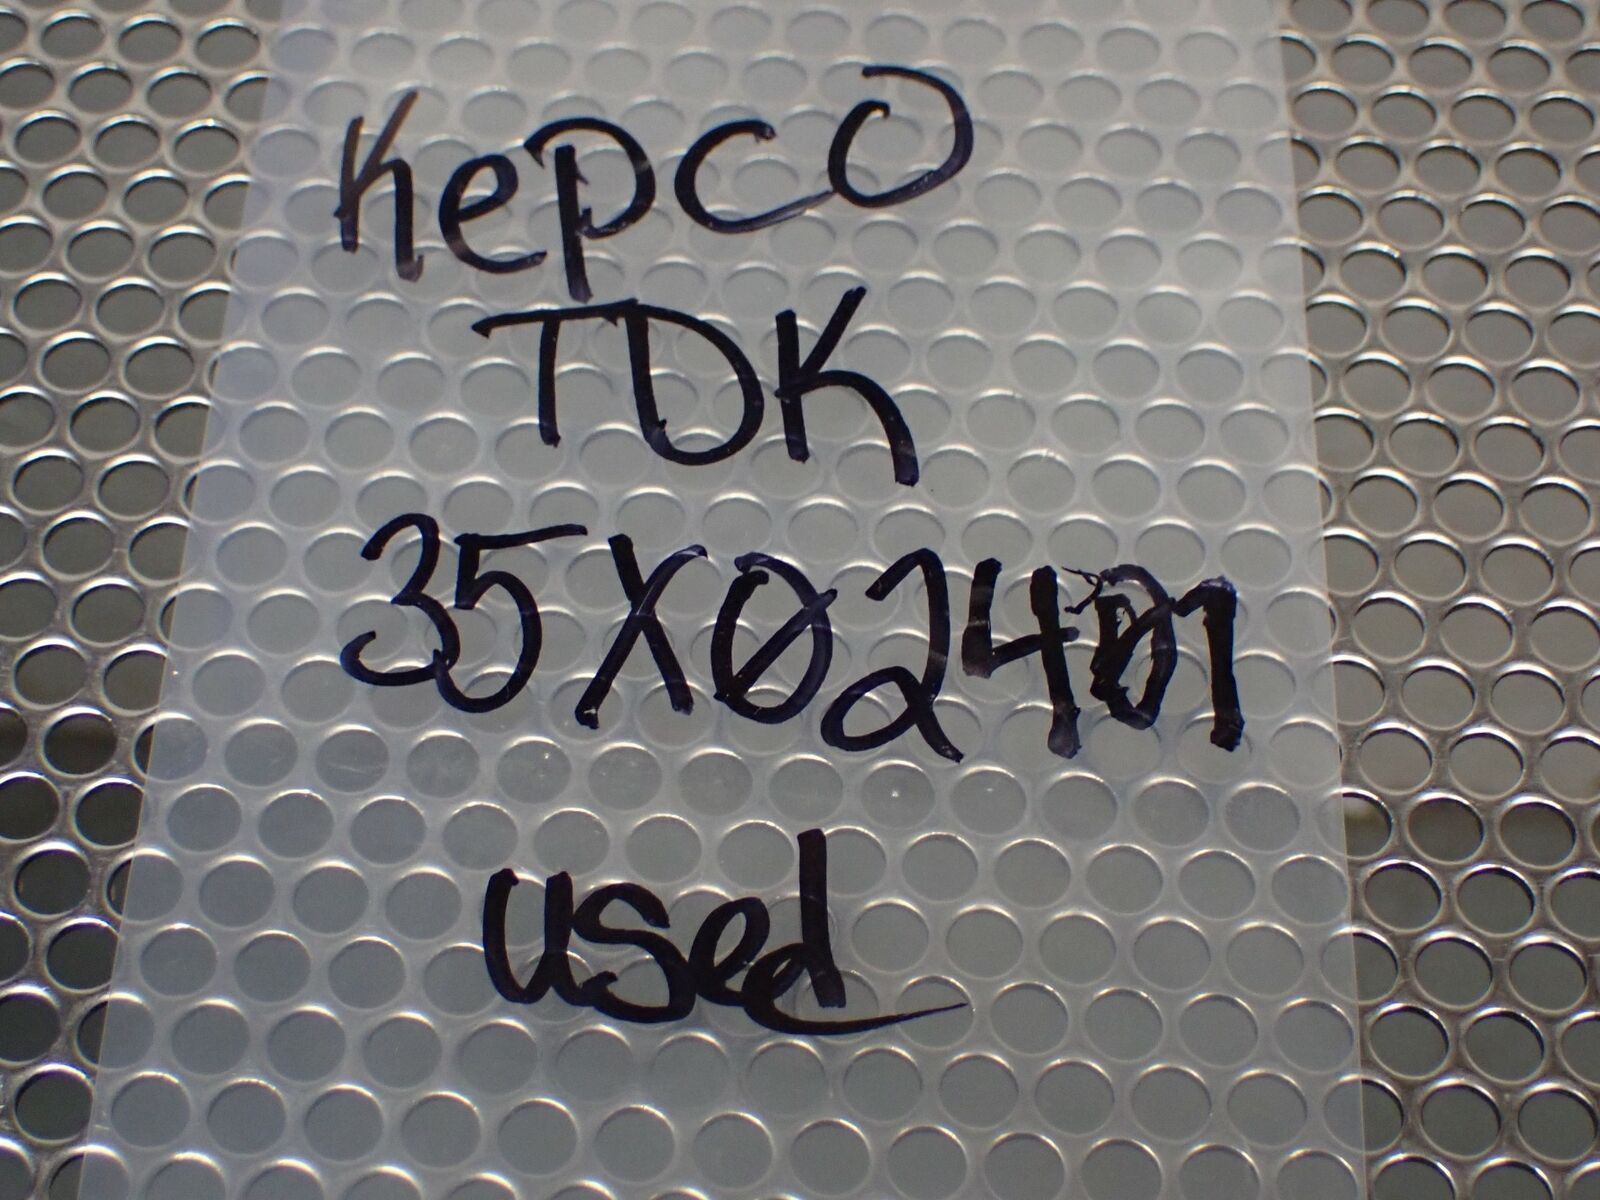 Kepco
TDK
35X02401
used